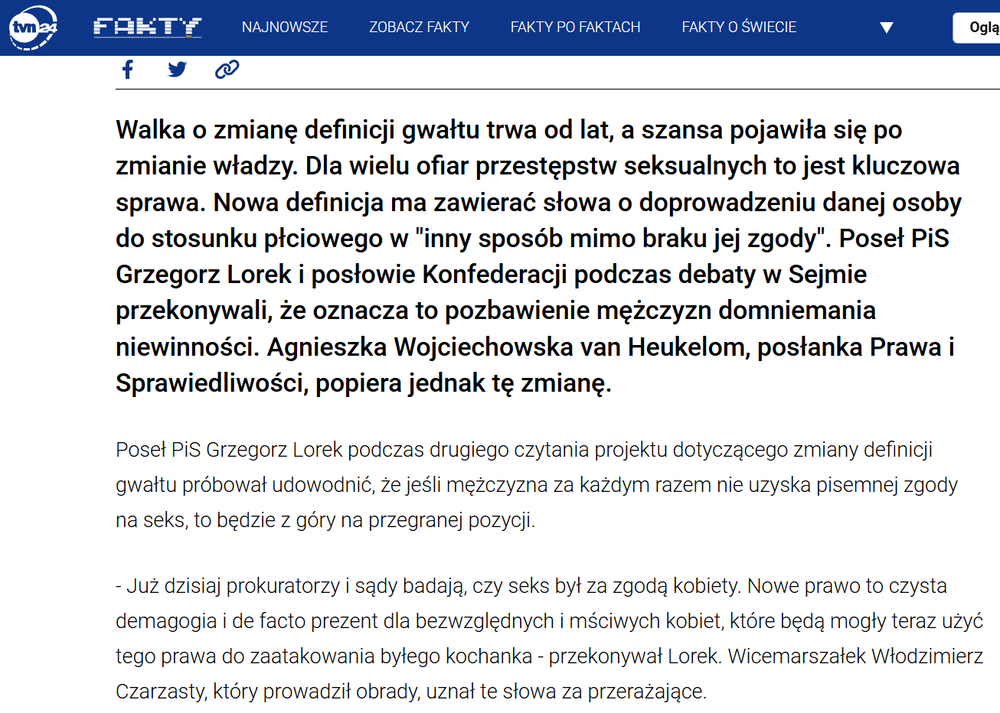 tvn24 FAKTY tvn NAJNOWSZE ZOBACZ FAKTY FAKTY PO FAKTACH FAKTY O ŚWIECIE Oglą
Walka o zmianę definicji gwałtu trwa od lat, a szansa pojawiła się po
zmianie władzy. Dla wielu ofiar przestępstw seksualnych to jest kluczowa
sprawa. Nowa definicja ma zawierać słowa o doprowadzeniu danej osoby
do stosunku płciowego w "inny sposób mimo braku jej zgody". Poseł PiS
Grzegorz Lorek i posłowie Konfederacji podczas debaty w Sejmie
przekonywali, że oznacza to pozbawienie mężczyzn domniemania
niewinności. Agnieszka Wojciechowska van Heukelom, posłanka Prawa i
Sprawiedliwości, popiera jednak tę zmianę.
Poseł PiS Grzegorz Lorek podczas drugiego czytania projektu dotyczącego zmiany definicji
gwałtu próbował udowodnić, że jeśli mężczyzna za każdym razem nie uzyska pisemnej zgody
na seks, to będzie z góry na przegranej pozycji.
- Już dzisiaj prokuratorzy i sądy badają, czy seks był za zgodą kobiety. Nowe prawo to czysta
demagogia i de facto prezent dla bezwzględnych i mściwych kobiet, które będą mogły teraz użyć
tego prawa do zaatakowania byłego kochanka - przekonywał Lorek. Wicemarszałek Włodzimierz
Czarzasty, który prowadził obrady, uznał te słowa za przerażające.